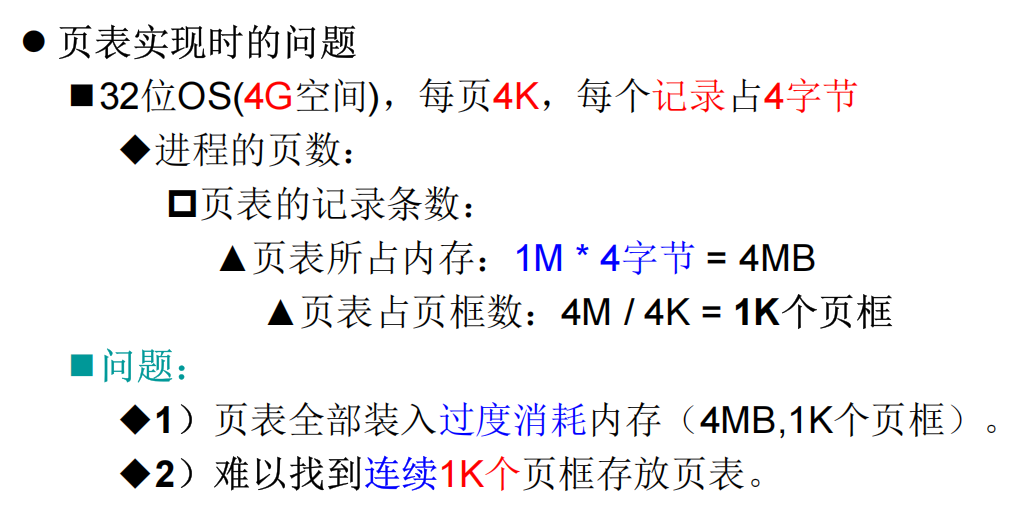 ● 页表实现时的问题
■32位OS(4G空间)，每页4K，每个记录占4字节
◆进程的页数：
◘页表的记录条数：
▲页表所占内存：1M * 4字节 = 4MB
▲页表占页框数：4M / 4K = 1K个页框
■问题：
◆1）页表全部装入过度消耗内存（4MB,1K个页框）。
◆2）难以找到连续1K个页框存放页表。